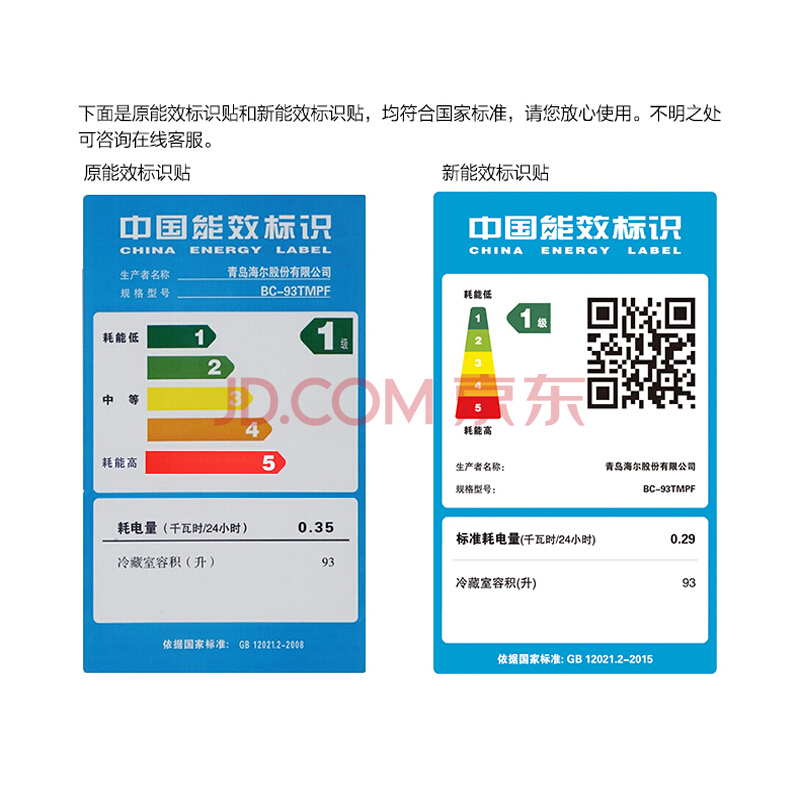 下面是原能效标识贴和新能效标识贴，均符合国家标准，请您放心使用。不明之处
可咨询在线客服。
原能效标识贴
中国能效标识
CHINA ENERGY LABEL
生产者名称 青岛海尔股份有限公司
规格型号 BC-93TMPF
耗能低 1
1级
2
中 等 3
4
耗能高 5
耗电量（千瓦时/24小时） 0.35
冷藏室容积（升） 93
依据国家标准： GB 12021.2-2008
新能效标识贴
中国能效标识
CHINA ENERGY LABEL
耗能低
1
1级
2
3
4
5
耗能高
生产者名称： 青岛海尔股份有限公司
规格型号： BC-93TMPF
标准耗电量(千瓦时/24小时) 0.29
冷藏室容积(升) 93
依据国家标准: GB 12021.2-2015
JD.COM 京东